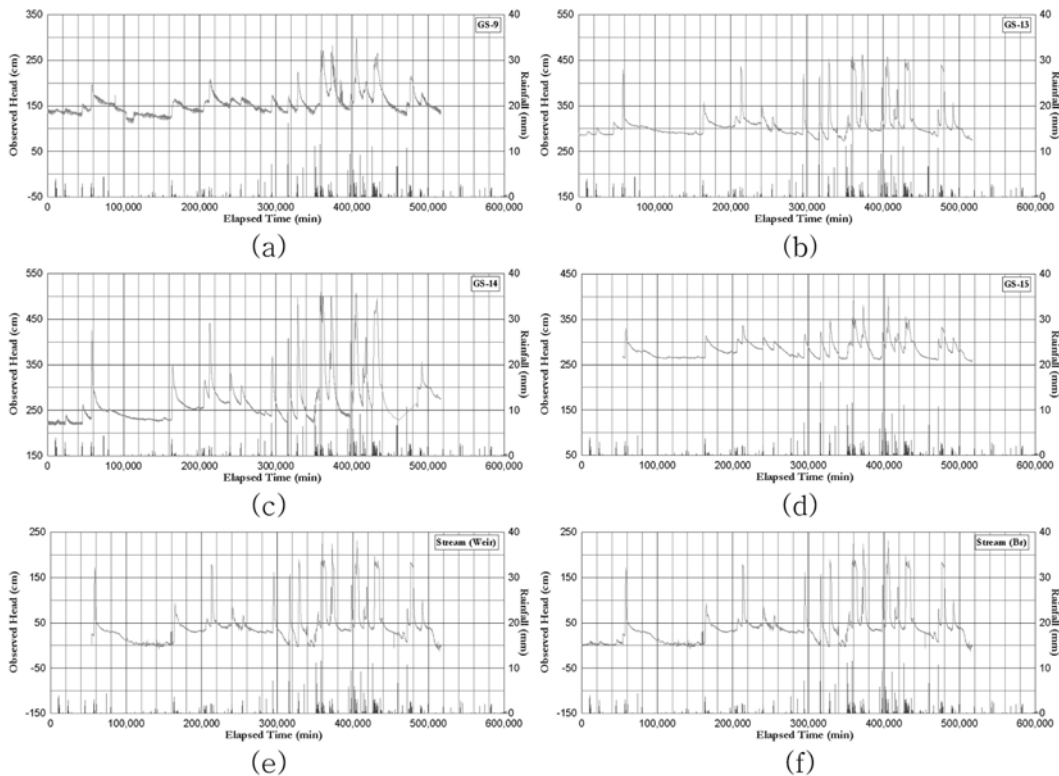 GS-9
Observed Head (cm)
350
250
150
50
-50
Rainfall (mm)
40
30
20
10
0
0 100,000 200,000 300,000 400,000 500,000 600,000
Elapsed Time (min)
(a)
GS-13
Observed Head (cm)
550
450
350
250
150
Rainfall (mm)
40
30
20
10
0
0 100,000 200,000 300,000 400,000 500,000 600,000
Elapsed Time (min)
(b)
GS-14
Observed Head (cm)
550
450
350
250
150
Rainfall (mm)
40
30
20
10
0
0 100,000 200,000 300,000 400,000 500,000 600,000
Elapsed Time (min)
(c)
GS-15
Observed Head (cm)
450
350
250
150
50
Rainfall (mm)
40
30
20
10
0
0 100,000 200,000 300,000 400,000 500,000 600,000
Elapsed Time (min)
(d)
Stream (Weir)
Observed Head (cm)
250
150
50
-50
-150
Rainfall (mm)
40
30
20
10
0
0 100,000 200,000 300,000 400,000 500,000 600,000
Elapsed Time (min)
(e)
Stream (Br)
Observed Head (cm)
250
150
50
-50
-150
Rainfall (mm)
40
30
20
10
0
0 100,000 200,000 300,000 400,000 500,000 600,000
Elapsed Time (min)
(f)